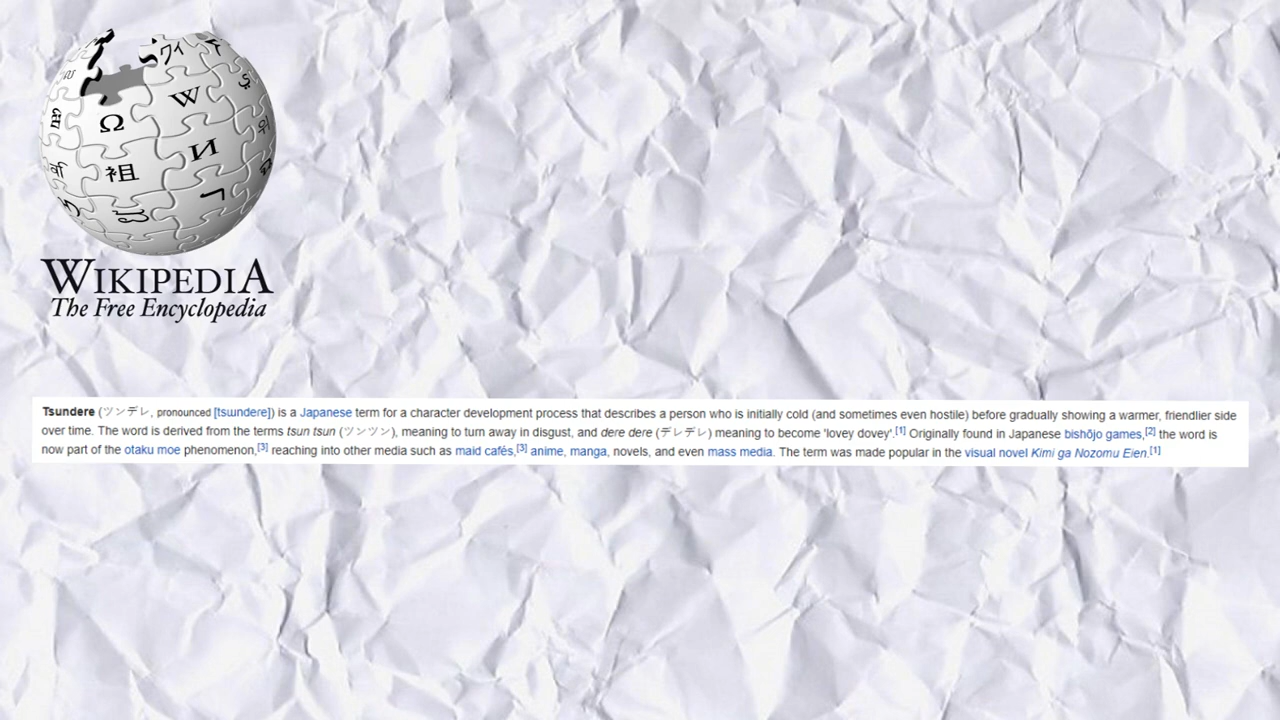 WIKIPEDIA
The Free Encyclopedia
Tsundere (ツンデレ, pronounced [tsɯndeɾe]) is a Japanese term for a character development process that describes a person who is initially cold (and sometimes even hostile) before gradually showing a warmer, friendlier side
over time. The word is derived from the terms tsun tsun (ツンツン), meaning to turn away in disgust, and dere dere (デレデレ) meaning to become 'lovey dovey'.[1] Originally found in Japanese bishōjo games,[2] the word is
now part of the otaku moe phenomenon,[3] reaching into other media such as maid cafés,[3] anime, manga, novels, and even mass media. The term was made popular in the visual novel Kimi ga Nozomu Eien.[1]